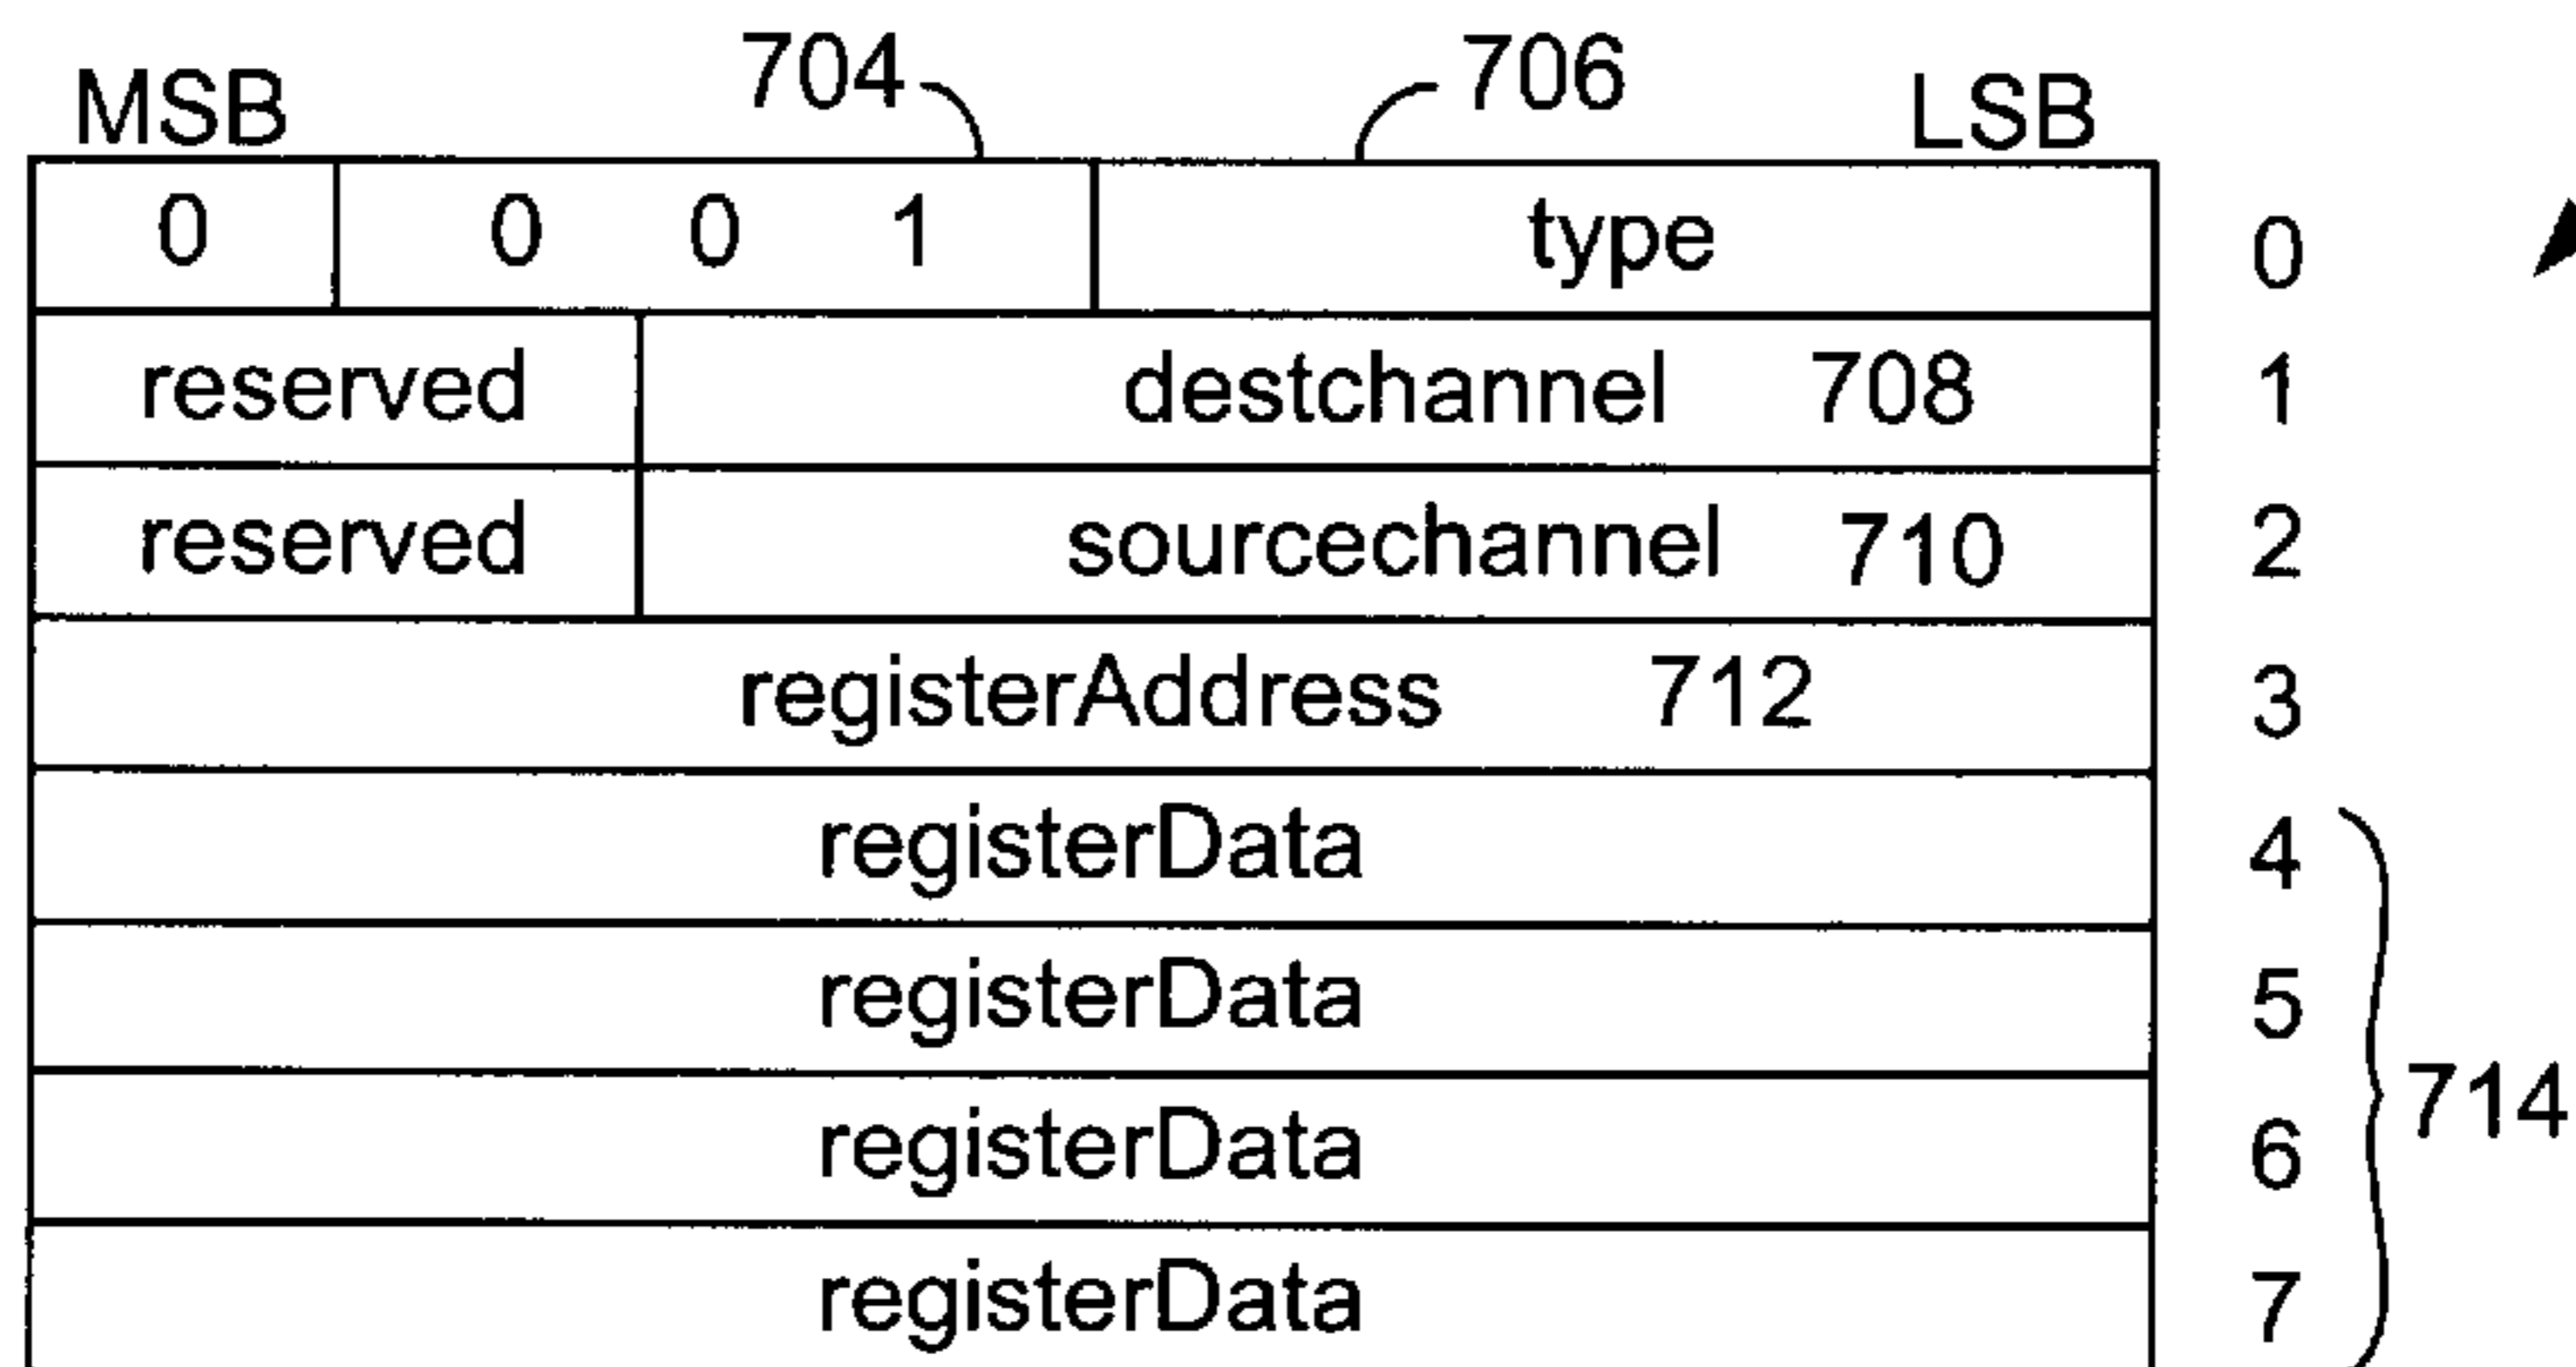 704 706
MSB LSB
0 0 0 1 type 0
reserved destchannel 708 1
reserved sourcechannel 710 2
registerAddress 712 3
registerData 4
registerData 5
714
registerData 6
registerData 7